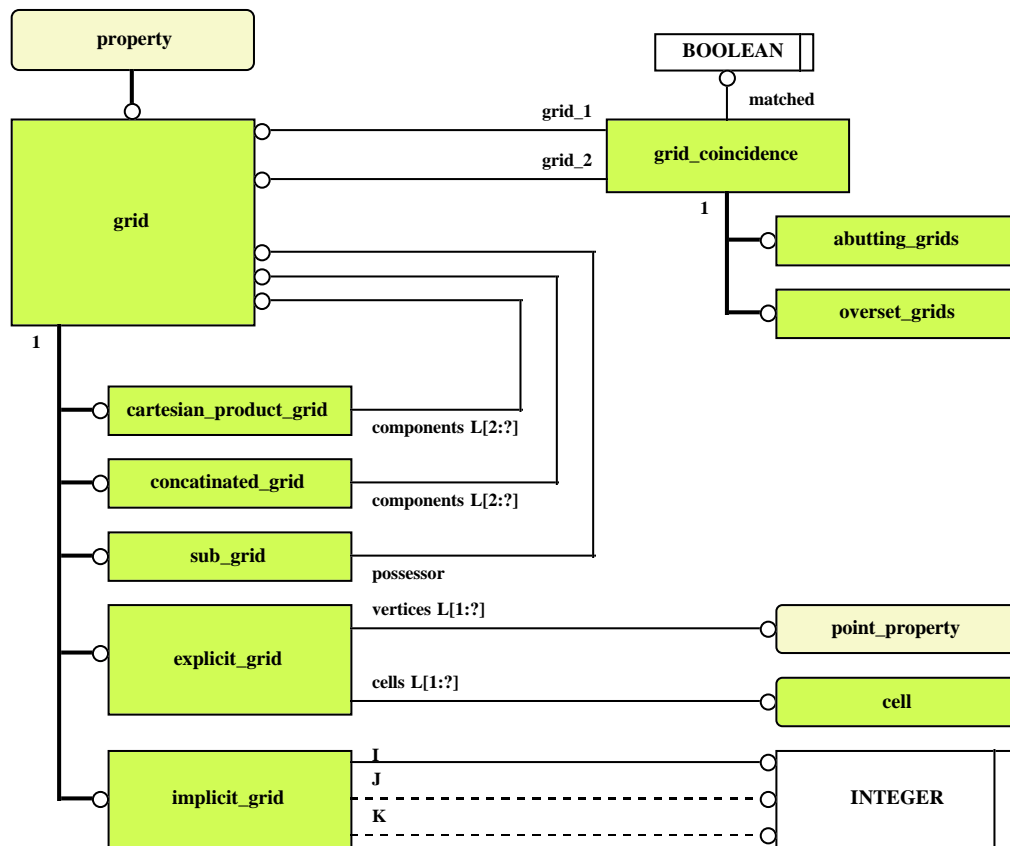 property
BOOLEAN
matched
grid_1
grid_coincidence
grid_2
1
grid
abutting_grids
overset_grids
1
cartesian_product_grid
components L[2:?]
concatinated_grid
components L[2:?]
sub_grid
possessor
vertices L[1:?]
point_property
explicit_grid
cells L[1:?]
cell
I
J
implicit_grid
INTEGER
K